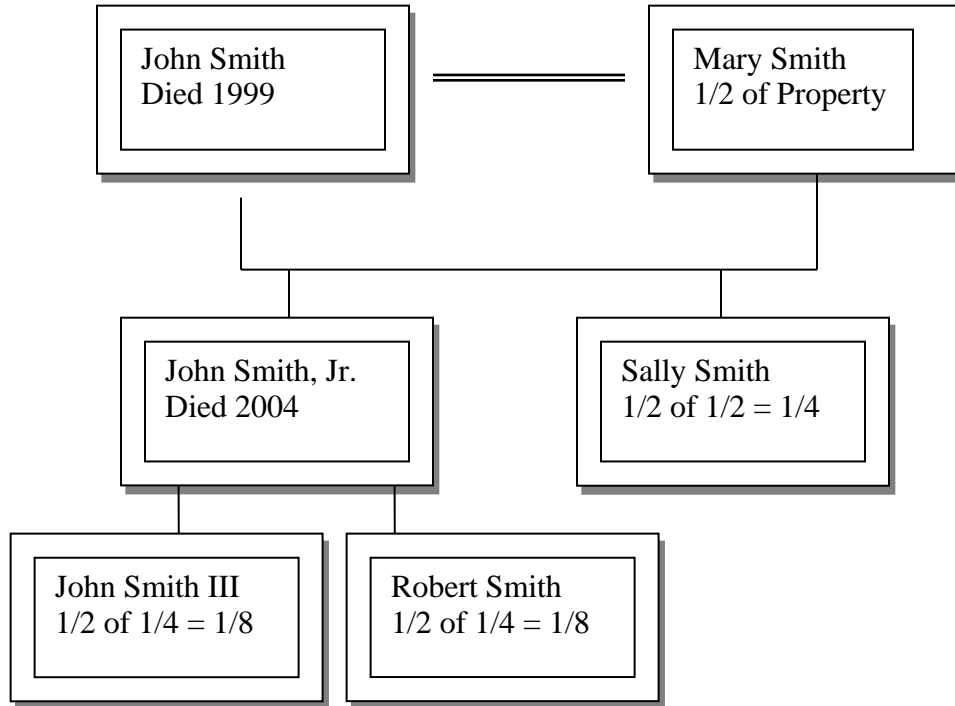 John Smith
Died 1999
Mary Smith
1/2 of Property
John Smith, Jr.
Died 2004
Sally Smith
1/2 of 1/2 = 1/4
John Smith III
1/2 of 1/4 = 1/8
Robert Smith
1/2 of 1/4 = 1/8